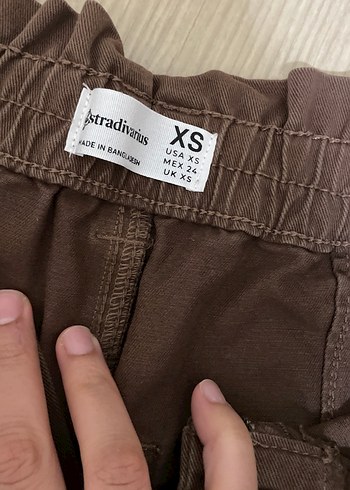 stradivarius
MADE IN BANGLADESH
XS
USA XS
MEX 24
UK XS